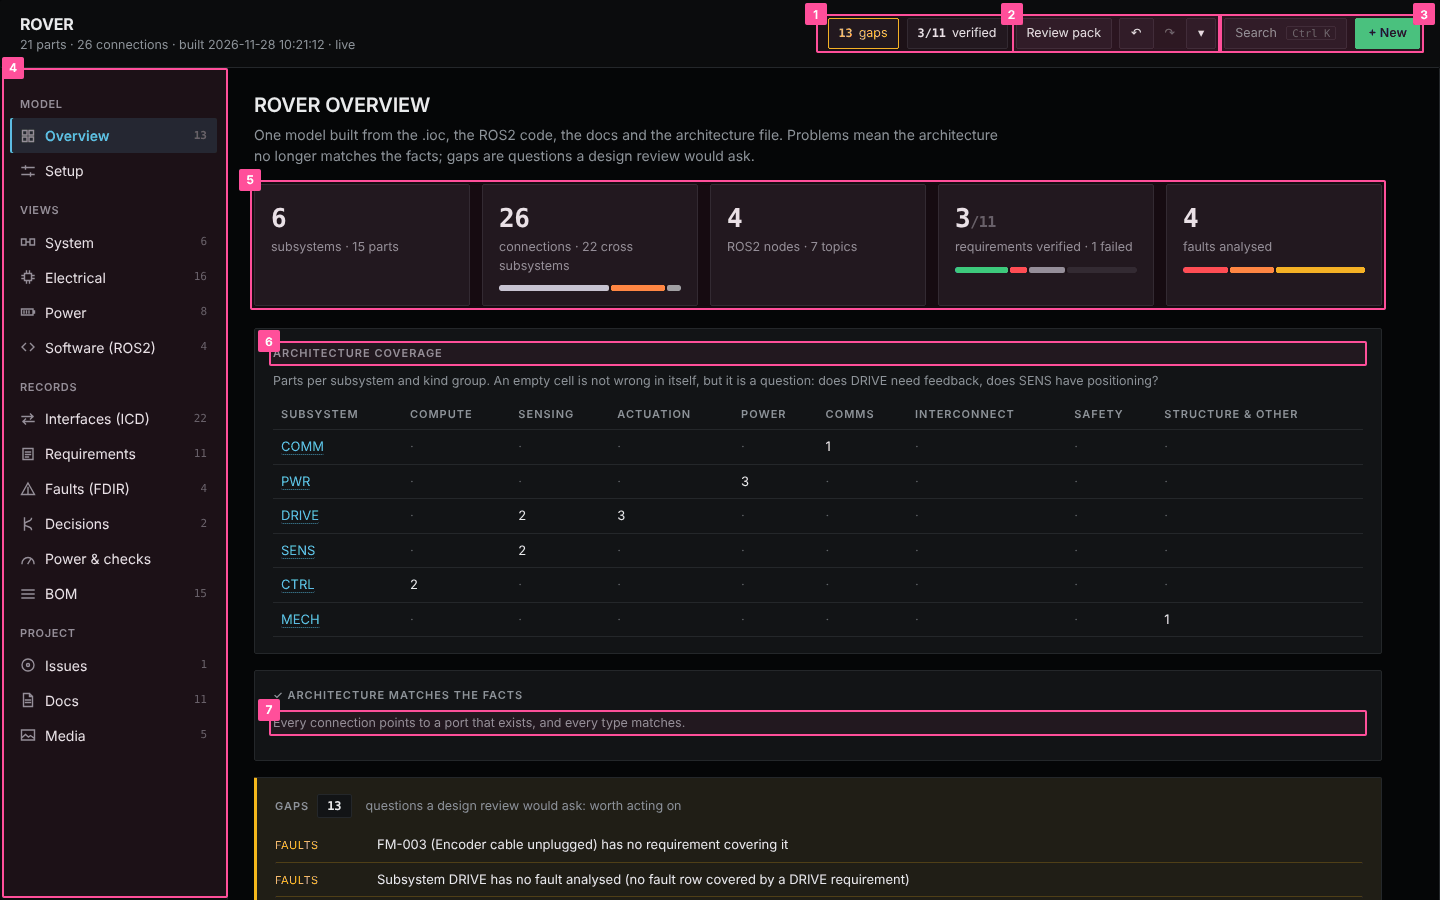 ROVER
21 parts · 26 connections · built 2026-11-28 10:21:12 · live
1
13 gaps
3/11 verified
2
Review pack
↶
↷
▾
Search Ctrl K
3
+ New
4
MODEL
Overview 13
Setup
VIEWS
System 6
Electrical 16
Power 8
Software (ROS2) 4
RECORDS
Interfaces (ICD) 22
Requirements 11
Faults (FDIR) 4
Decisions 2
Power & checks
BOM 15
PROJECT
Issues 1
Docs 11
Media 5
ROVER OVERVIEW
One model built from the .ioc, the ROS2 code, the docs and the architecture file. Problems mean the architecture
no longer matches the facts; gaps are questions a design review would ask.
5
6
subsystems · 15 parts
26
connections · 22 cross
subsystems
4
ROS2 nodes · 7 topics
3/11
requirements verified · 1 failed
4
faults analysed
6
ARCHITECTURE COVERAGE
Parts per subsystem and kind group. An empty cell is not wrong in itself, but it is a question: does DRIVE need feedback, does SENS have positioning?
SUBSYSTEM COMPUTE SENSING ACTUATION POWER COMMS INTERCONNECT SAFETY STRUCTURE & OTHER
COMM · · · · 1 · · ·
PWR · · · 3 · · · ·
DRIVE · 2 3 · · · · ·
SENS · 2 · · · · · ·
CTRL 2 · · · · · · ·
MECH · · · · · · · 1
✓ ARCHITECTURE MATCHES THE FACTS
7
Every connection points to a port that exists, and every type matches.
GAPS 13 questions a design review would ask: worth acting on
FAULTS FM-003 (Encoder cable unplugged) has no requirement covering it
FAULTS Subsystem DRIVE has no fault analysed (no fault row covered by a DRIVE requirement)